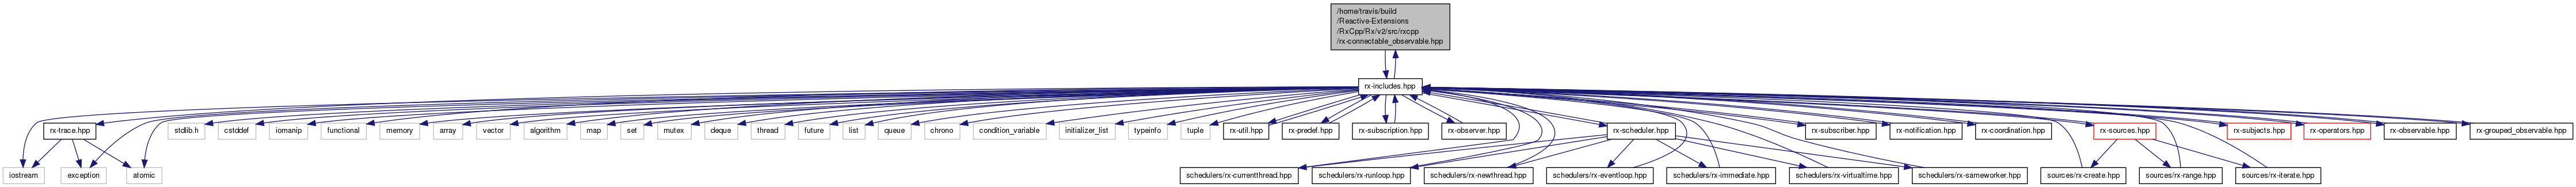 /home/travis/build
/Reactive-Extensions
/RxCpp/Rx/v2/src/rxcpp
/rx-connectable_observable.hpp
rx-includes.hpp
rx-trace.hpp
stdlib.h
cstddef
iomanip
functional
memory
array
vector
algorithm
map
set
mutex
deque
thread
future
list
queue
chrono
condition_variable
initializer_list
typeinfo
tuple
rx-util.hpp
rx-predef.hpp
rx-subscription.hpp
rx-observer.hpp
rx-scheduler.hpp
rx-subscriber.hpp
rx-notification.hpp
rx-coordination.hpp
rx-sources.hpp
rx-subjects.hpp
rx-operators.hpp
rx-observable.hpp
rx-grouped_observable.hpp
iostream
exception
atomic
schedulers/rx-currentthread.hpp
schedulers/rx-runloop.hpp
schedulers/rx-newthread.hpp
schedulers/rx-eventloop.hpp
schedulers/rx-immediate.hpp
schedulers/rx-virtualtime.hpp
schedulers/rx-sameworker.hpp
sources/rx-create.hpp
sources/rx-range.hpp
sources/rx-iterate.hpp